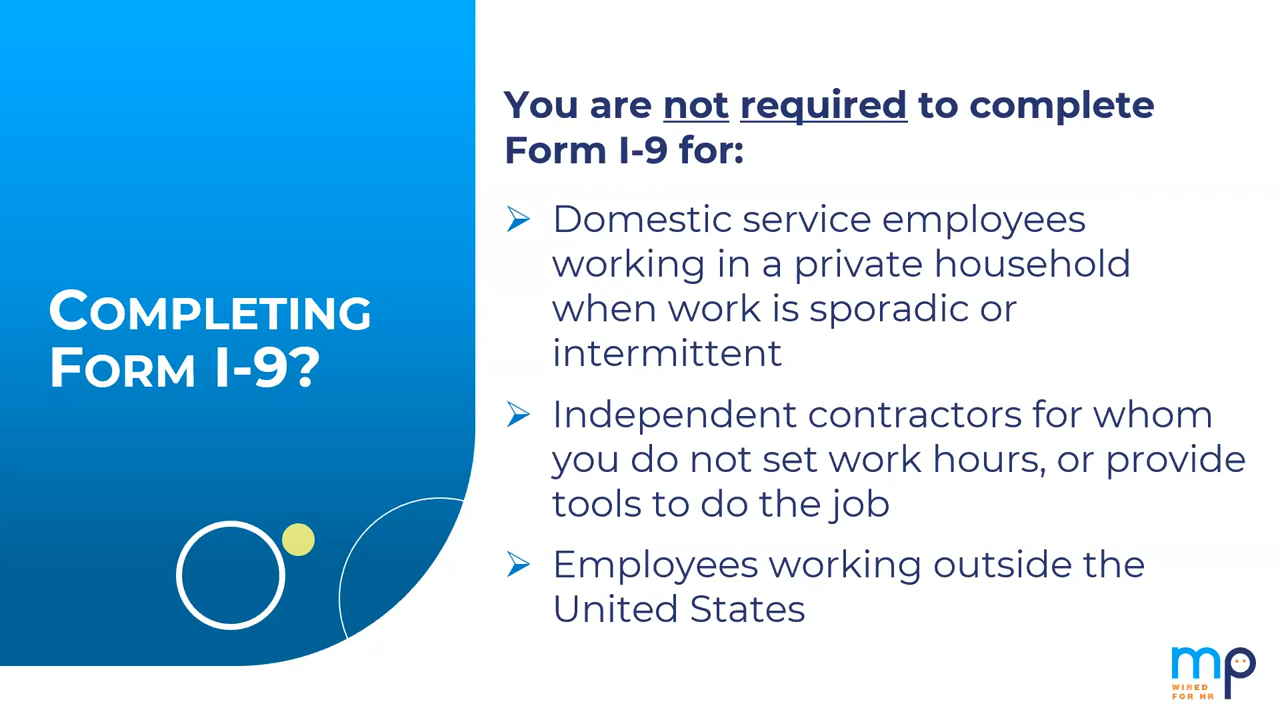 COMPLETING
FORM I-9?
You are not required to complete
Form I-9 for:
Domestic service employees
working in a private household
when work is sporadic or
intermittent
Independent contractors for whom
you do not set work hours, or provide
tools to do the job
Employees working outside the
United States
mp
WIRED
FOR HR